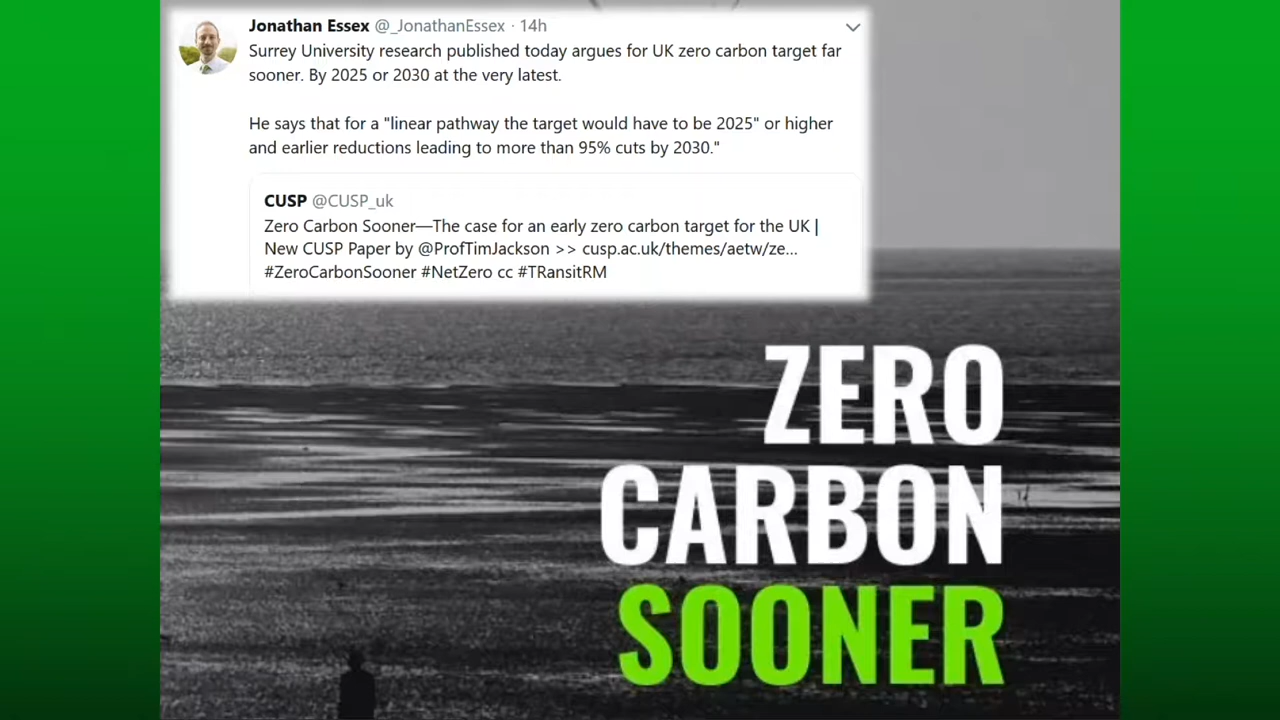 Jonathan Essex @_JonathanEssex · 14h
Surrey University research published today argues for UK zero carbon target far
sooner. By 2025 or 2030 at the very latest.
He says that for a "linear pathway the target would have to be 2025" or higher
and earlier reductions leading to more than 95% cuts by 2030."
CUSP @CUSP_uk
Zero Carbon Sooner—The case for an early zero carbon target for the UK |
New CUSP Paper by @ProfTimJackson >> cusp.ac.uk/themes/aetw/ze…
#ZeroCarbonSooner #NetZero cc #TRansitRM
ZERO
CARBON
SOONER